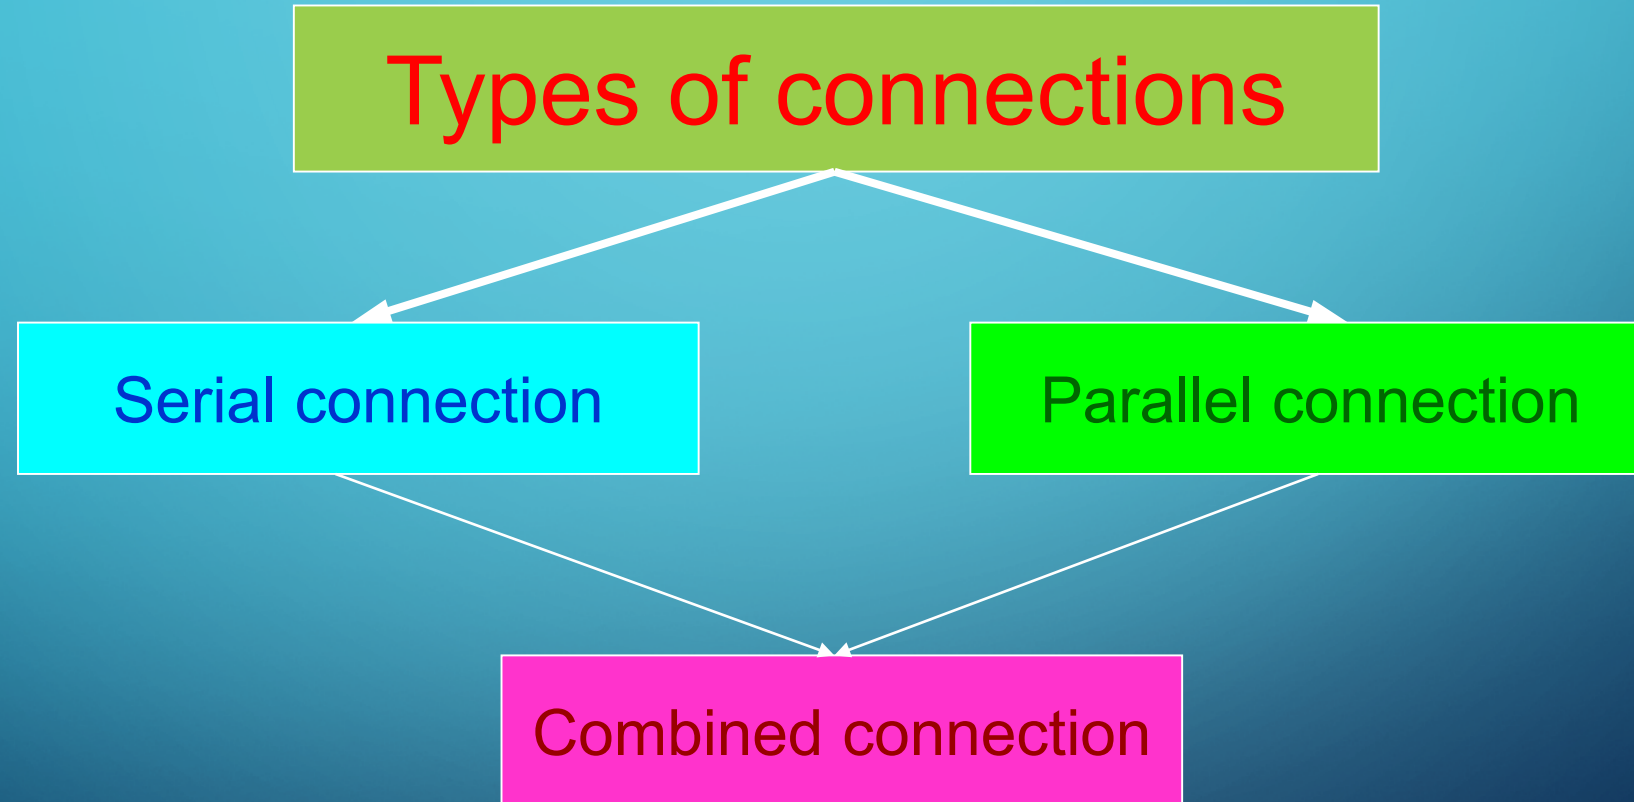 Types of connections
Serial connection
Parallel connection
Combined connection